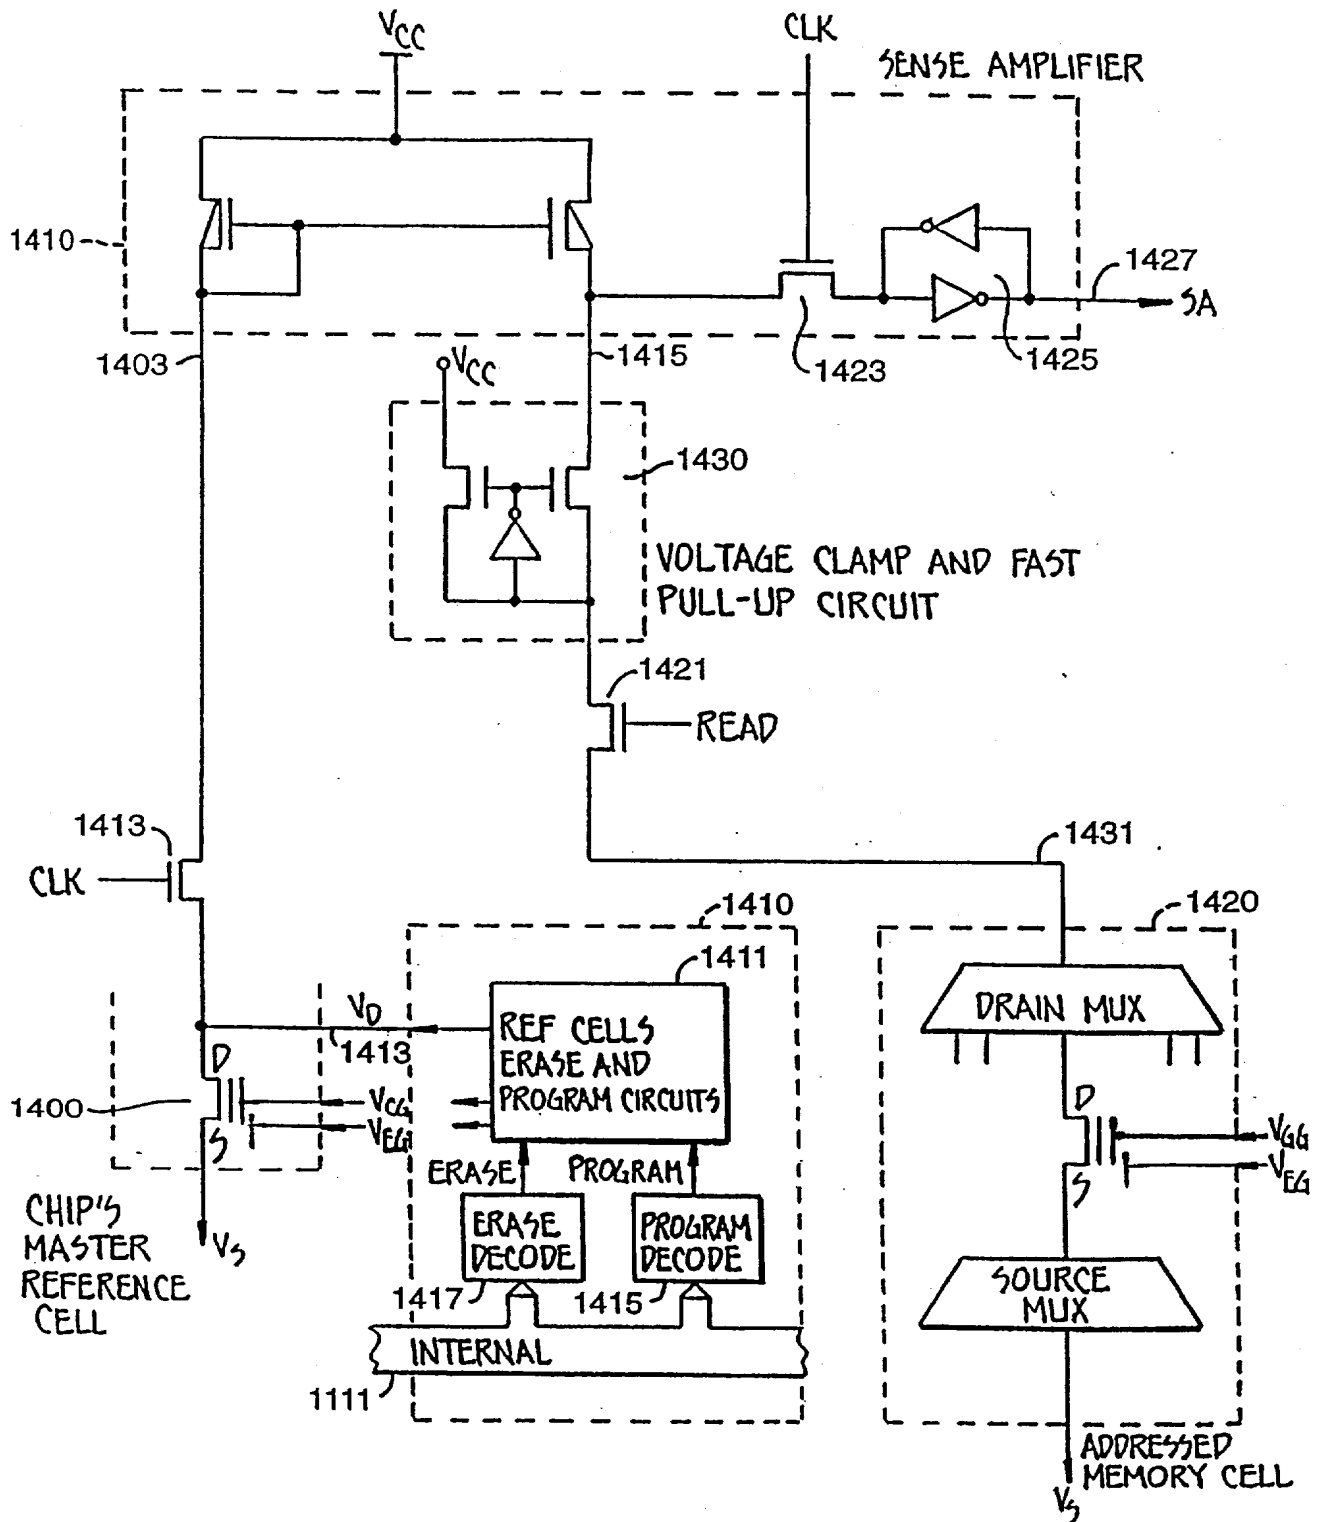 VCC
CLK
SENSE AMPLIFIER
1410
1427
SA
1403
1415
1423
1425
VCC
1430
VOLTAGE CLAMP AND FAST
PULL-UP CIRCUIT
1421
READ
1413
CLK
1431
1410
1420
1411
VD
1413
REF CELLS
ERASE AND
PROGRAM CIRCUITS
DRAIN MUX
D
1400
S
VCG
VEG
D
S
VGG
VEG
ERASE
PROGRAM
CHIP'S
MASTER
REFERENCE
CELL
VS
ERASE
DECODE
PROGRAM
DECODE
1417
1415
SOURCE
MUX
INTERNAL
1111
ADDRESSED
MEMORY CELL
VS